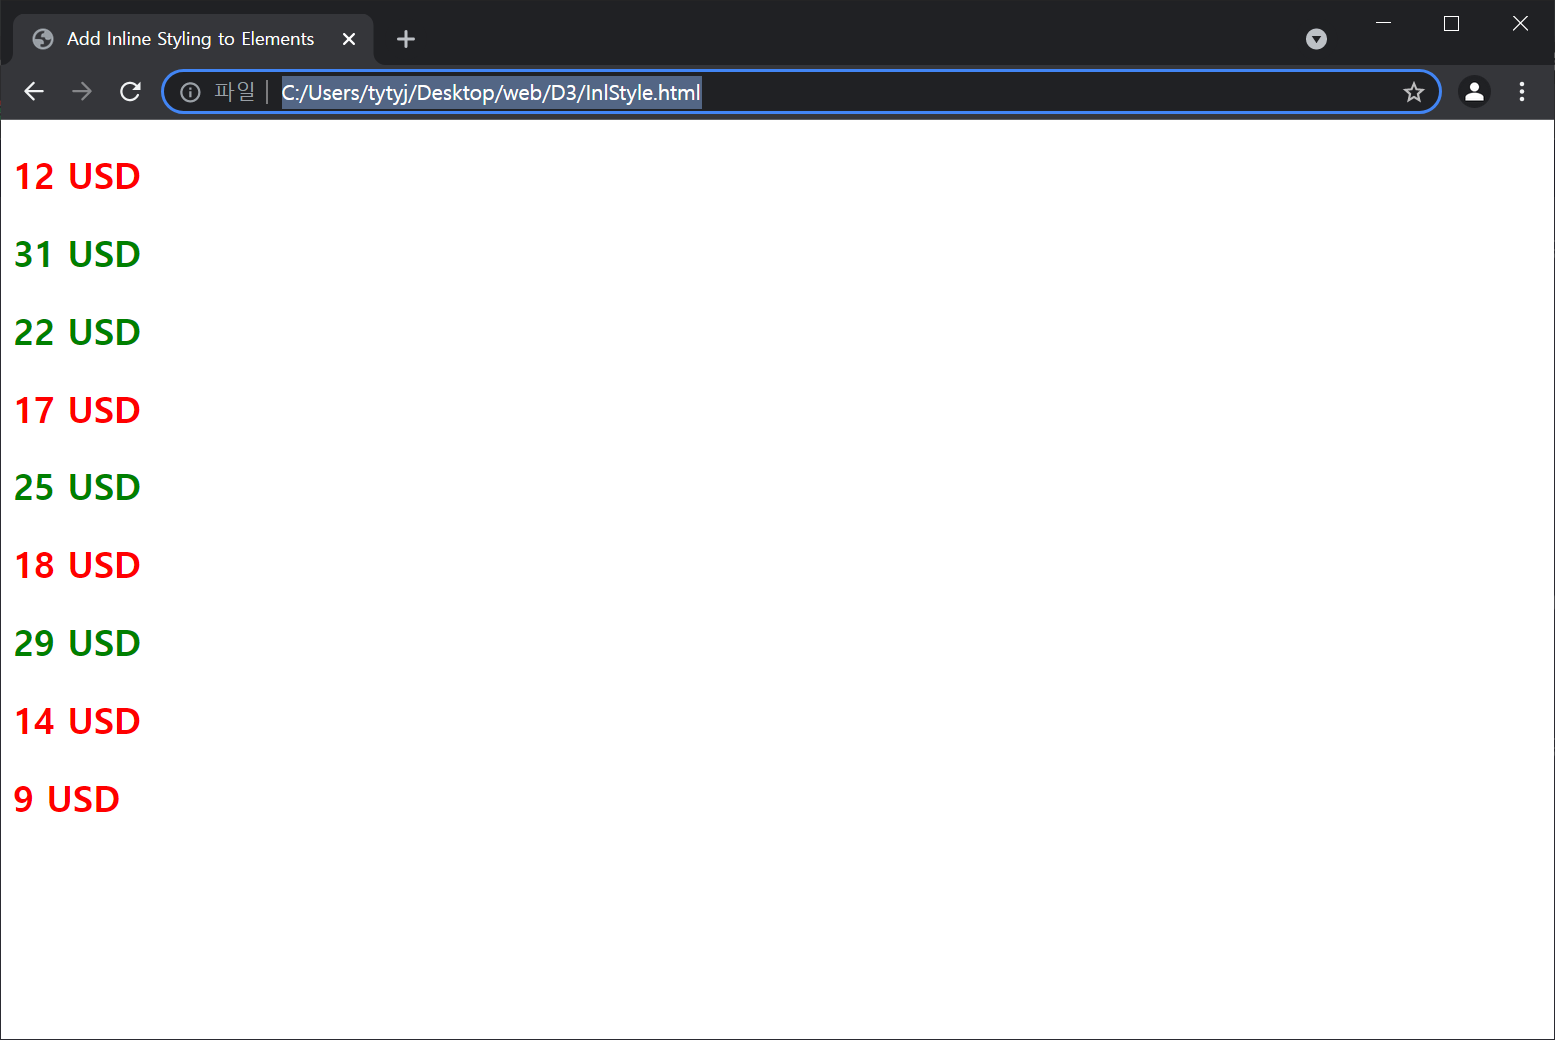 Add Inline Styling to Elements
파일 C:/Users/tytyj/Desktop/web/D3/InlStyle.html
12 USD
31 USD
22 USD
17 USD
25 USD
18 USD
29 USD
14 USD
9 USD